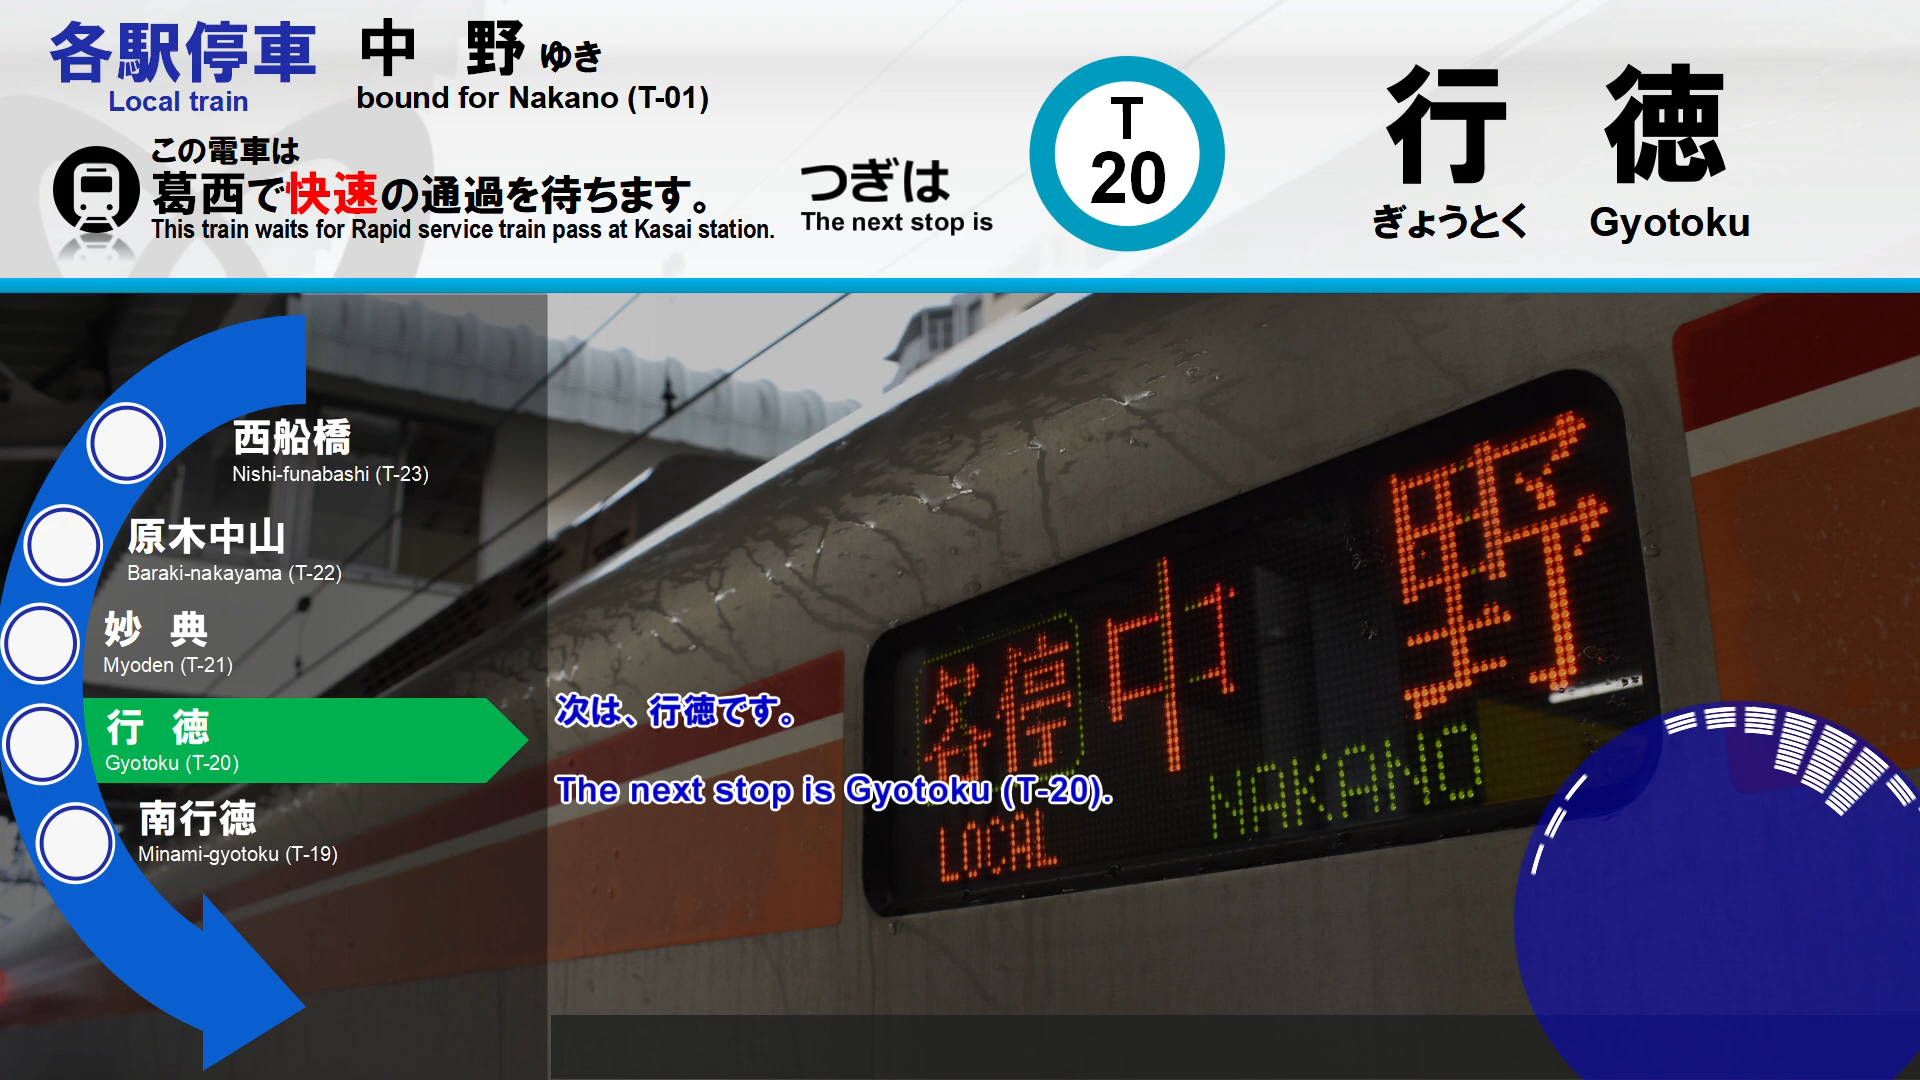 各駅停車
Local train
中 野 ゆき
bound for Nakano (T-01)
この電車は
葛西で快速の通過を待ちます。
This train waits for Rapid service train pass at Kasai station.
つぎは
The next stop is
T
20
行 徳
ぎょうとく Gyotoku
西船橋
Nishi-funabashi (T-23)
原木中山
Baraki-nakayama (T-22)
妙 典
Myoden (T-21)
行 徳
Gyotoku (T-20)
南行徳
Minami-gyotoku (T-19)
次は、行徳です。
The next stop is Gyotoku (T-20).
各停 中 野
LOCAL NAKANO